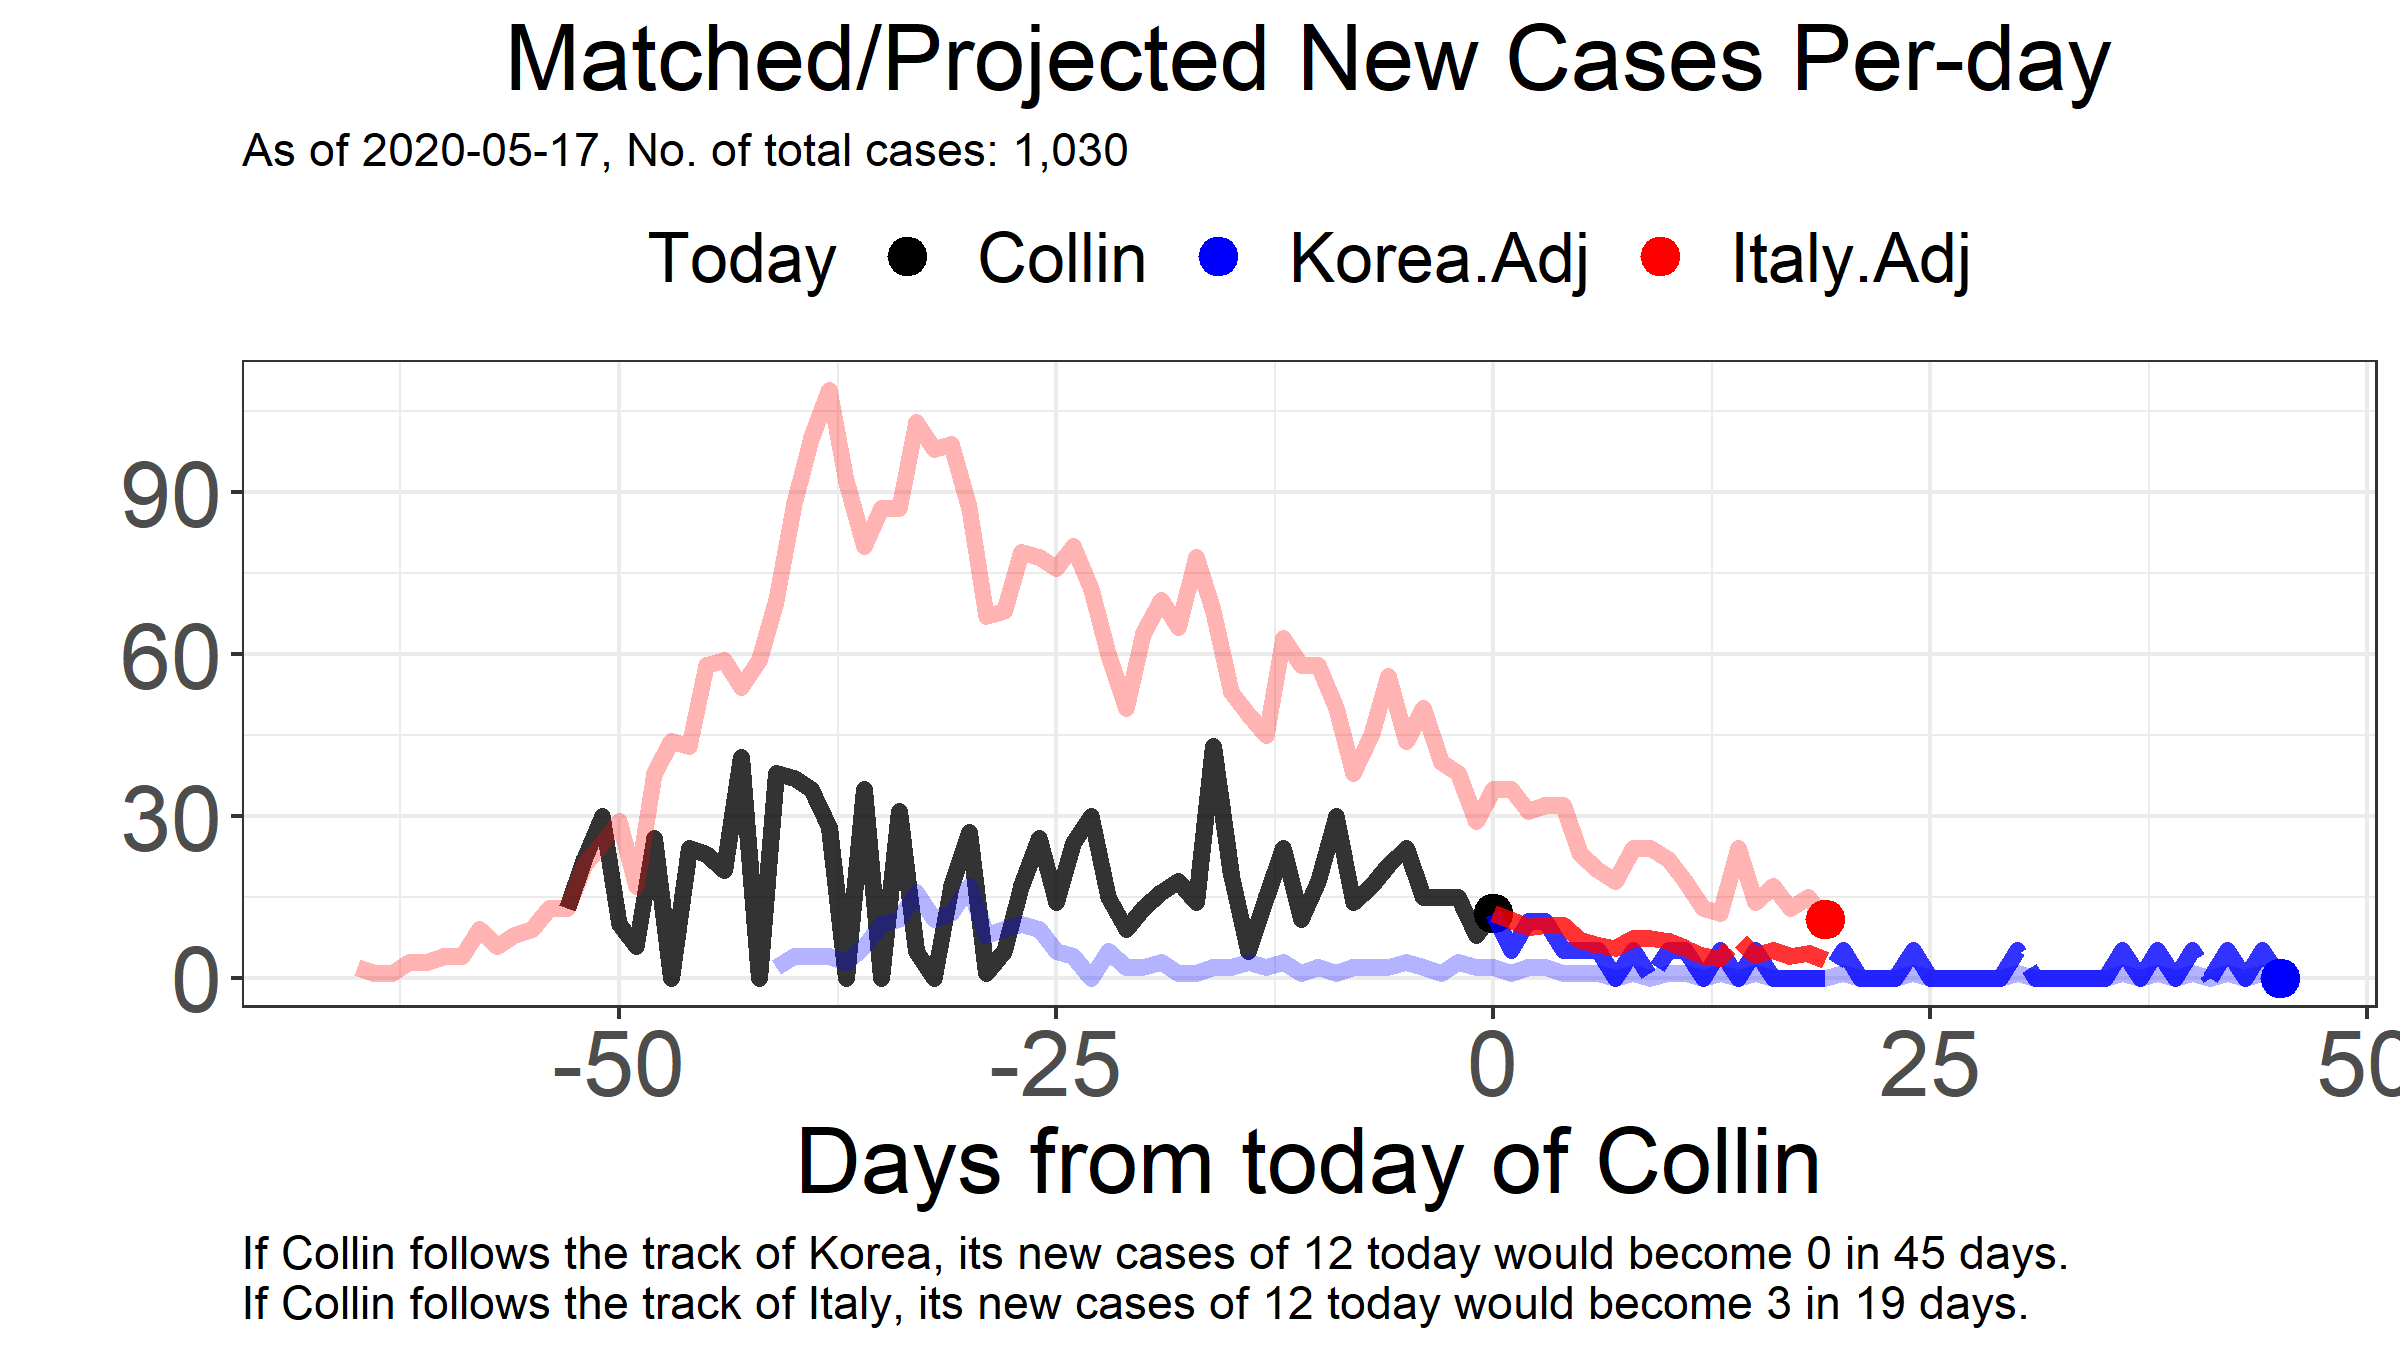 Matched/Projected New Cases Per-day
As of 2020-05-17, No. of total cases: 1,030
Today Collin Korea.Adj Italy.Adj
90
60
30
0
-50 -25 0 25 50
Days from today of Collin
If Collin follows the track of Korea, its new cases of 12 today would become 0 in 45 days.
If Collin follows the track of Italy, its new cases of 12 today would become 3 in 19 days.